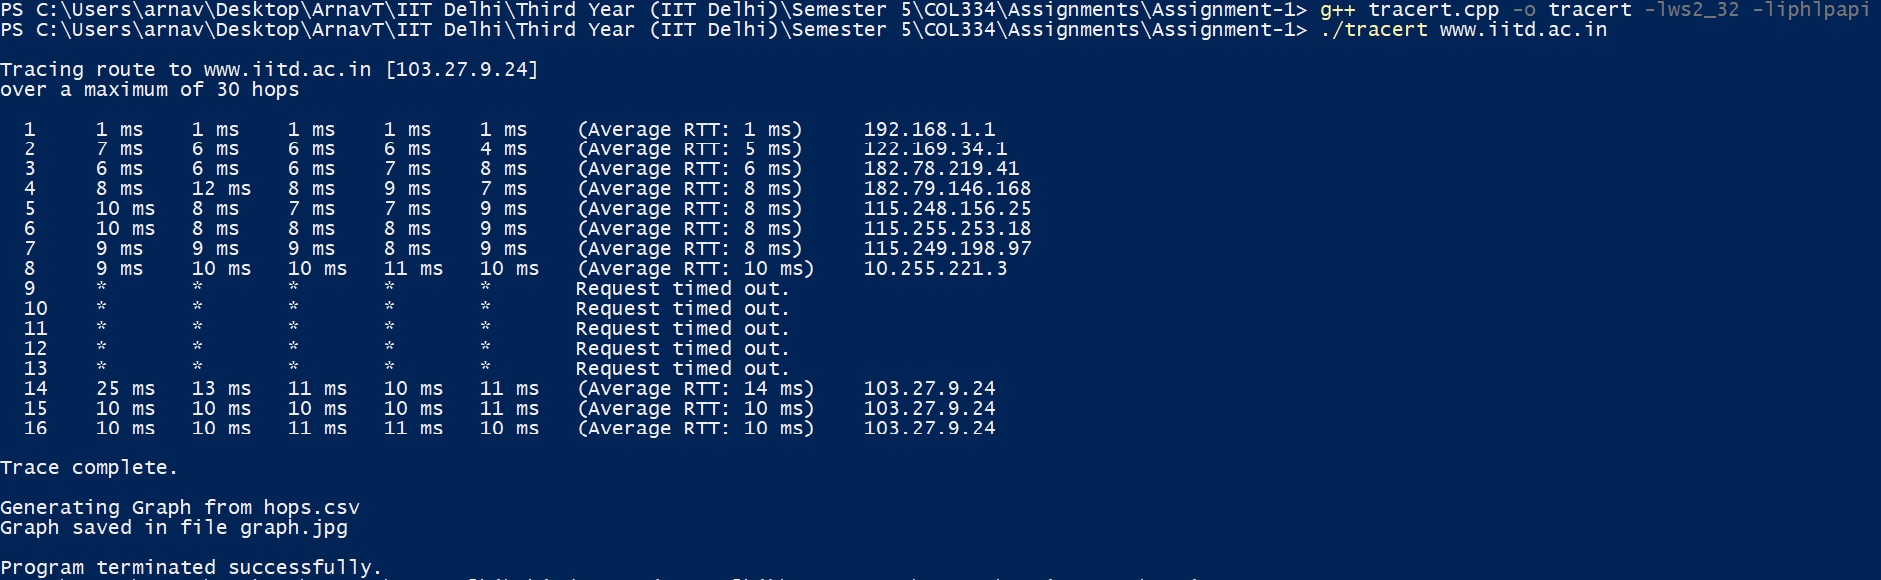 PS C:\Users\arnav\Desktop\ArnavT\IIT Delhi\Third Year (IIT Delhi)\Semester 5\COL334\Assignments\Assignment-1> g++ tracert.cpp -o tracert -lws2_32 -liphlpapi
PS C:\Users\arnav\Desktop\ArnavT\IIT Delhi\Third Year (IIT Delhi)\Semester 5\COL334\Assignments\Assignment-1> ./tracert www.iitd.ac.in
Tracing route to www.iitd.ac.in [103.27.9.24]
over a maximum of 30 hops
1 1 ms 1 ms 1 ms 1 ms 1 ms (Average RTT: 1 ms) 192.168.1.1
2 7 ms 6 ms 6 ms 6 ms 4 ms (Average RTT: 5 ms) 122.169.34.1
3 6 ms 6 ms 6 ms 7 ms 8 ms (Average RTT: 6 ms) 182.78.219.41
4 8 ms 12 ms 8 ms 9 ms 7 ms (Average RTT: 8 ms) 182.79.146.168
5 10 ms 8 ms 7 ms 7 ms 9 ms (Average RTT: 8 ms) 115.248.156.25
6 10 ms 8 ms 8 ms 8 ms 9 ms (Average RTT: 8 ms) 115.255.253.18
7 9 ms 9 ms 9 ms 8 ms 9 ms (Average RTT: 8 ms) 115.249.198.97
8 9 ms 10 ms 10 ms 11 ms 10 ms (Average RTT: 10 ms) 10.255.221.3
9 * * * * * Request timed out.
10 * * * * * Request timed out.
11 * * * * * Request timed out.
12 * * * * * Request timed out.
13 * * * * * Request timed out.
14 25 ms 13 ms 11 ms 10 ms 11 ms (Average RTT: 14 ms) 103.27.9.24
15 10 ms 10 ms 10 ms 10 ms 11 ms (Average RTT: 10 ms) 103.27.9.24
16 10 ms 10 ms 11 ms 11 ms 10 ms (Average RTT: 10 ms) 103.27.9.24
Trace complete.
Generating Graph from hops.csv
Graph saved in file graph.jpg
Program terminated successfully.